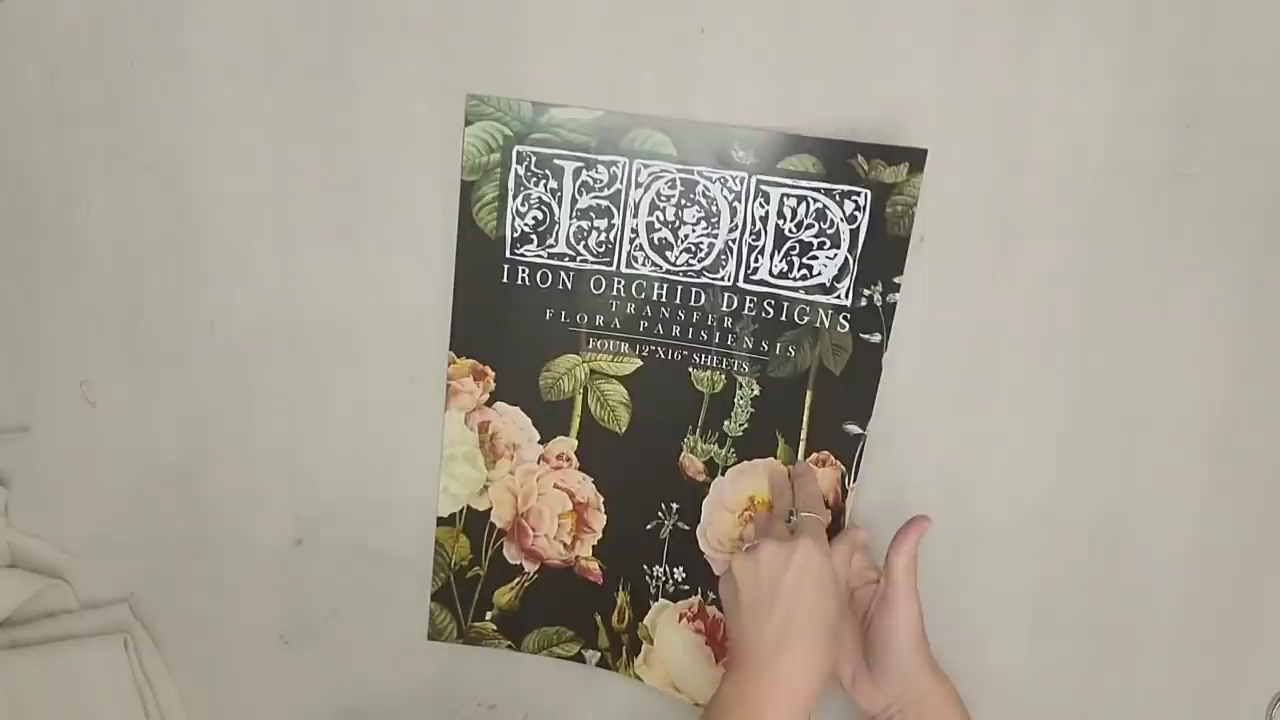 IOD
IRON ORCHID DESIGNS
TRANSFER
FLORA PARISIENSIS
FOUR 12"X16" SHEETS